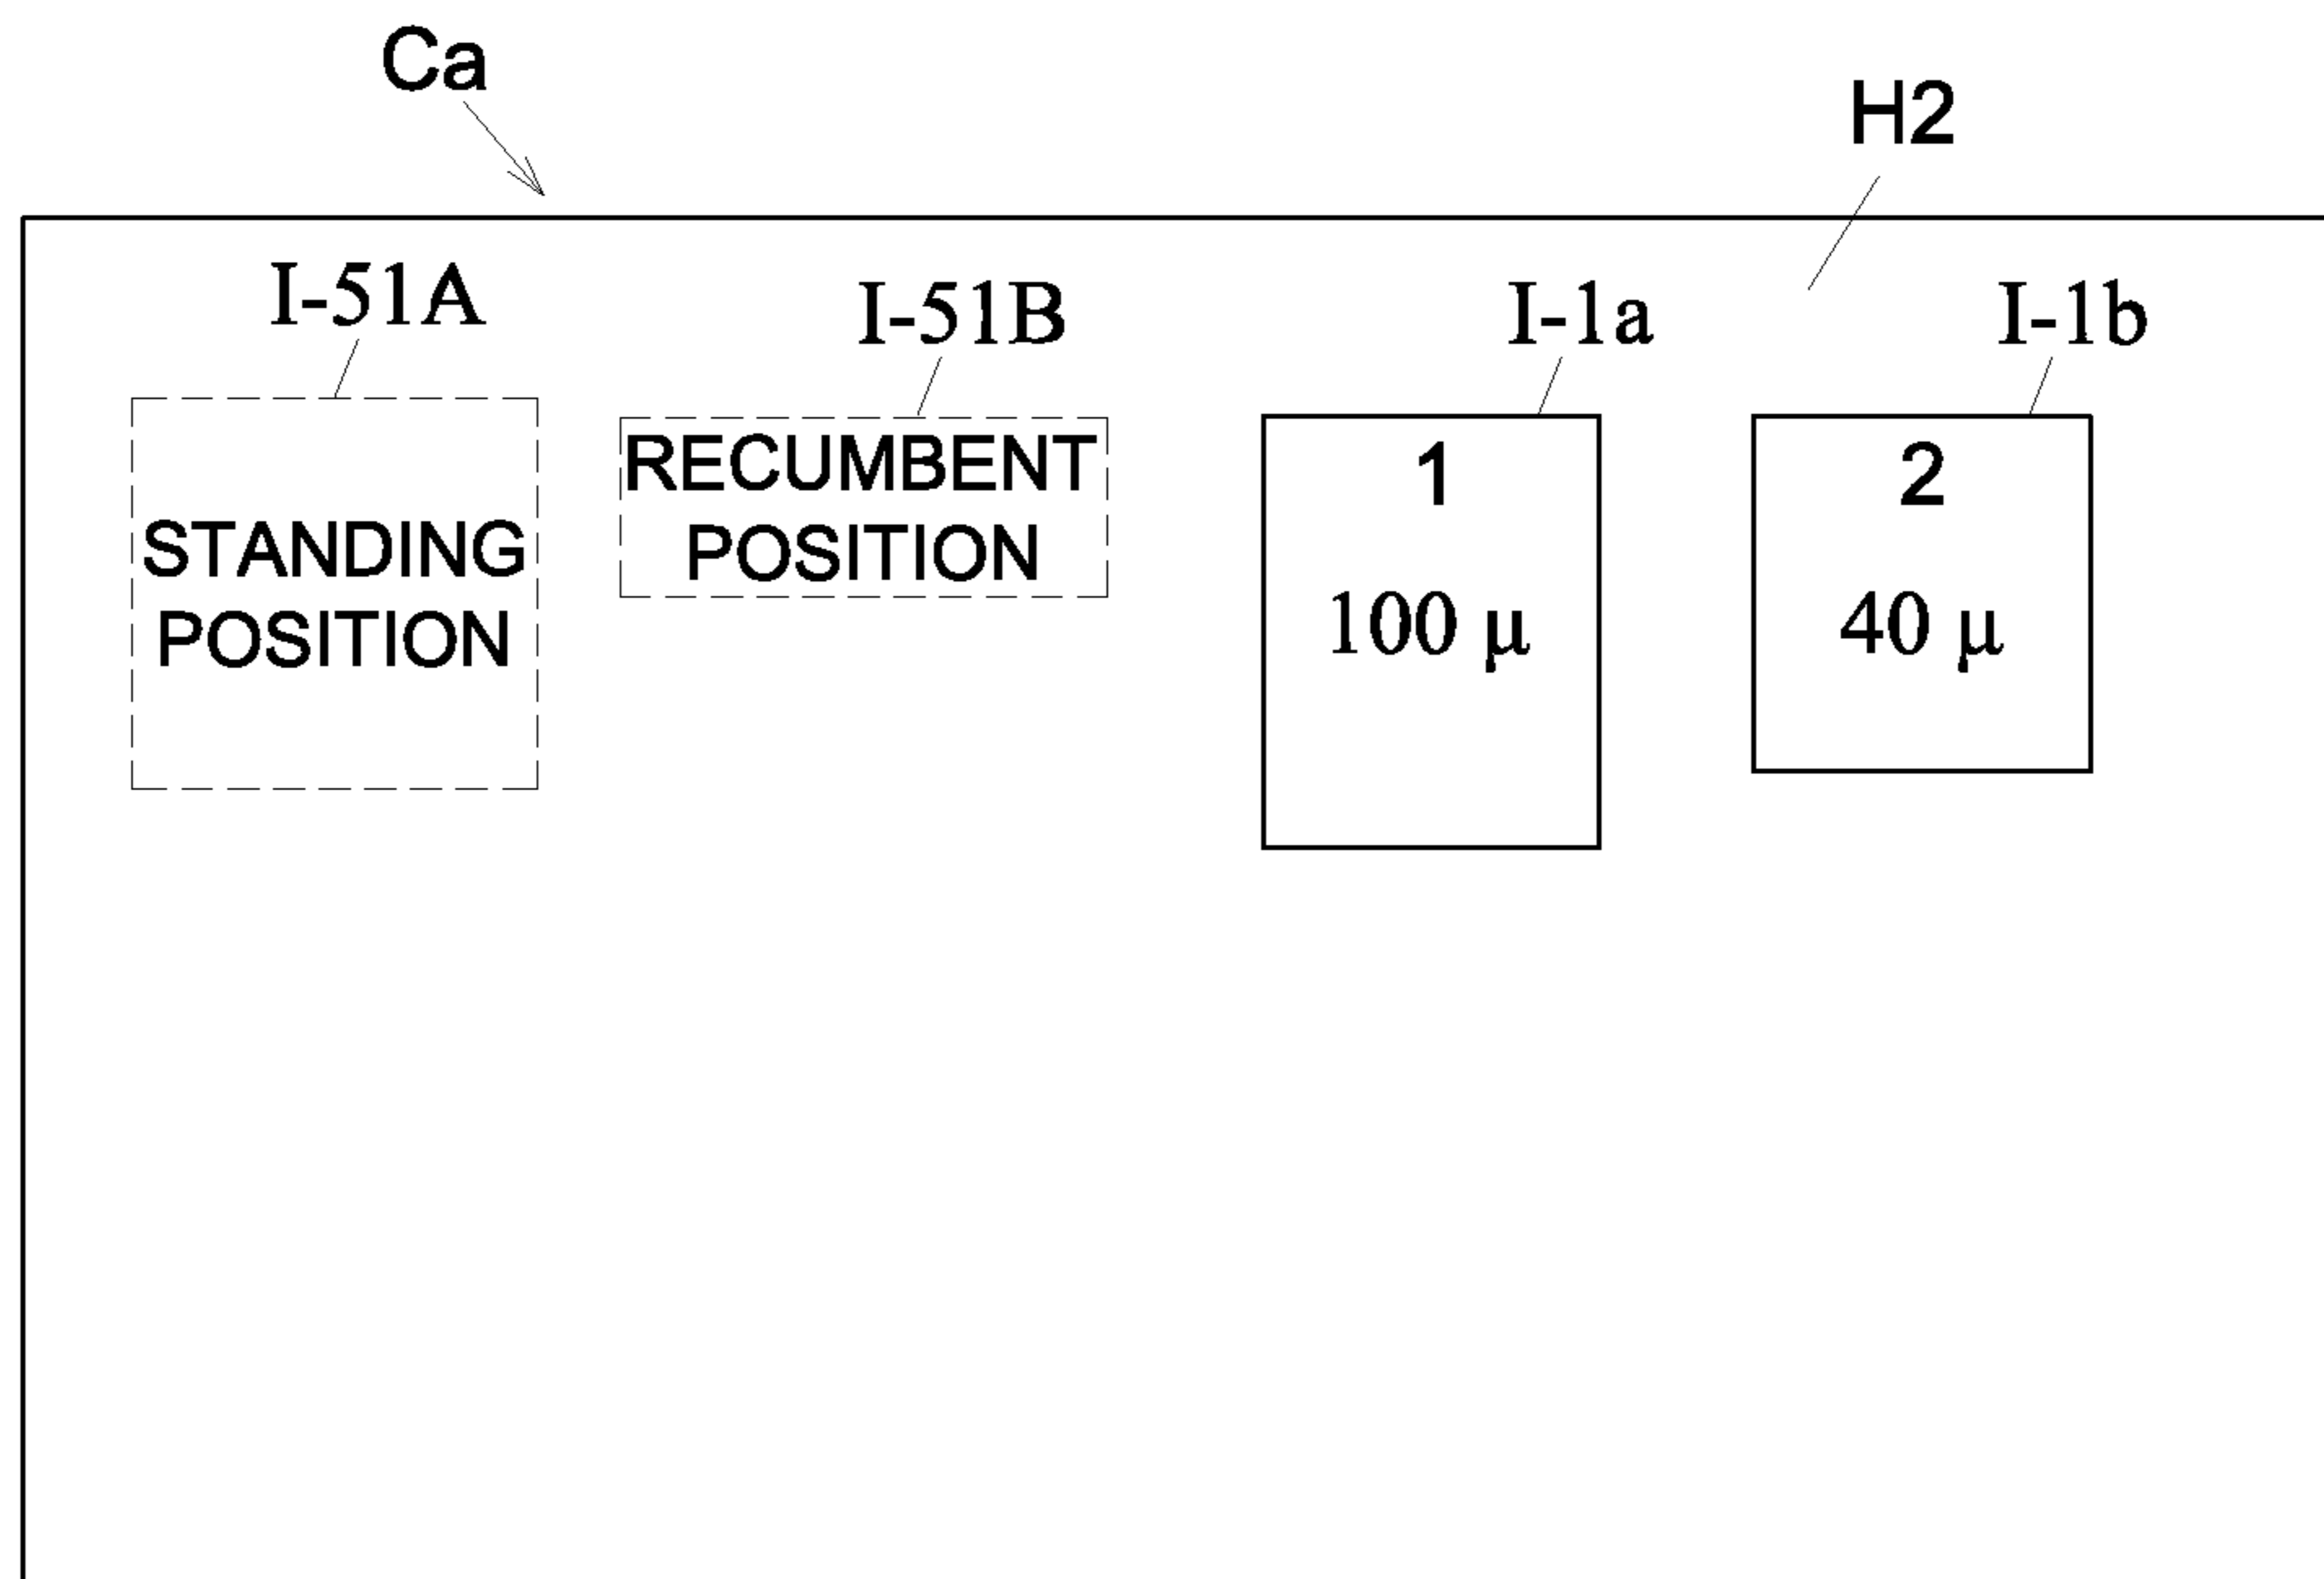 Ca
H2
I-51A
I-51B
I-1a
I-1b
STANDING
POSITION
RECUMBENT
POSITION
1
100 μ
2
40 μ